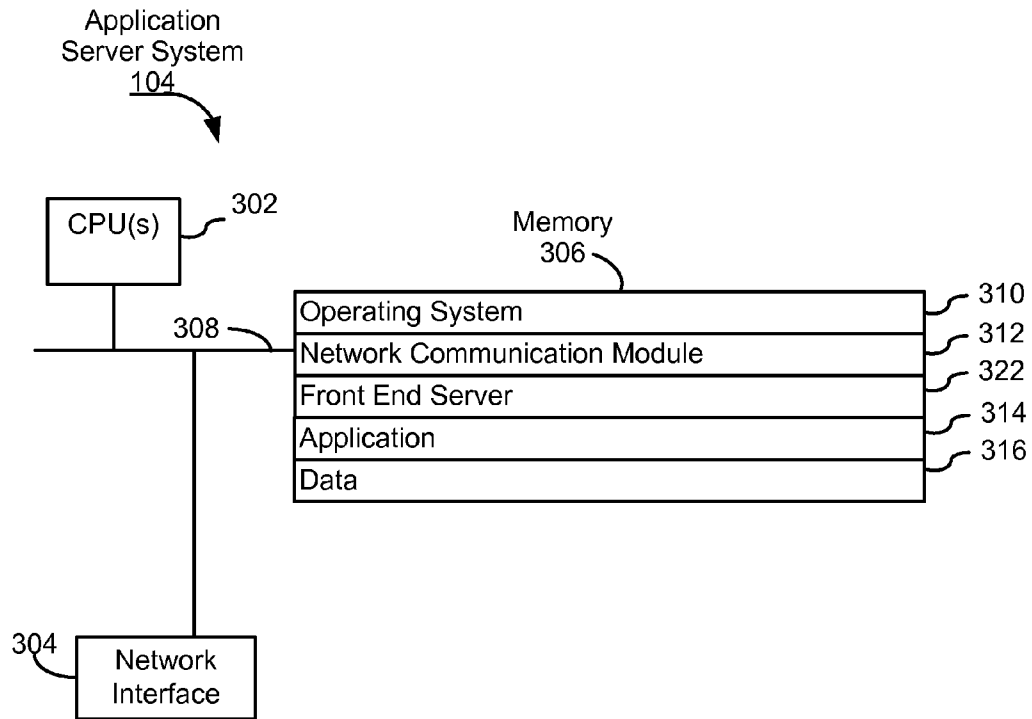 Application
Server System
104
CPU(s)
302
Memory
306
308
Operating System
310
Network Communication Module
312
Front End Server
322
Application
314
Data
316
304
Network
Interface